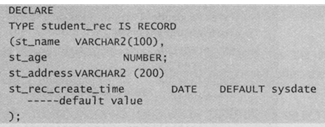 DECLARE
TYPE student_rec IS RECORD
(st_name VARCHAR2(100),
st_age NUMBER;
st_address VARCHAR2 (200)
st_rec_create_time DATE DEFAULT sysdate
-----default value
);